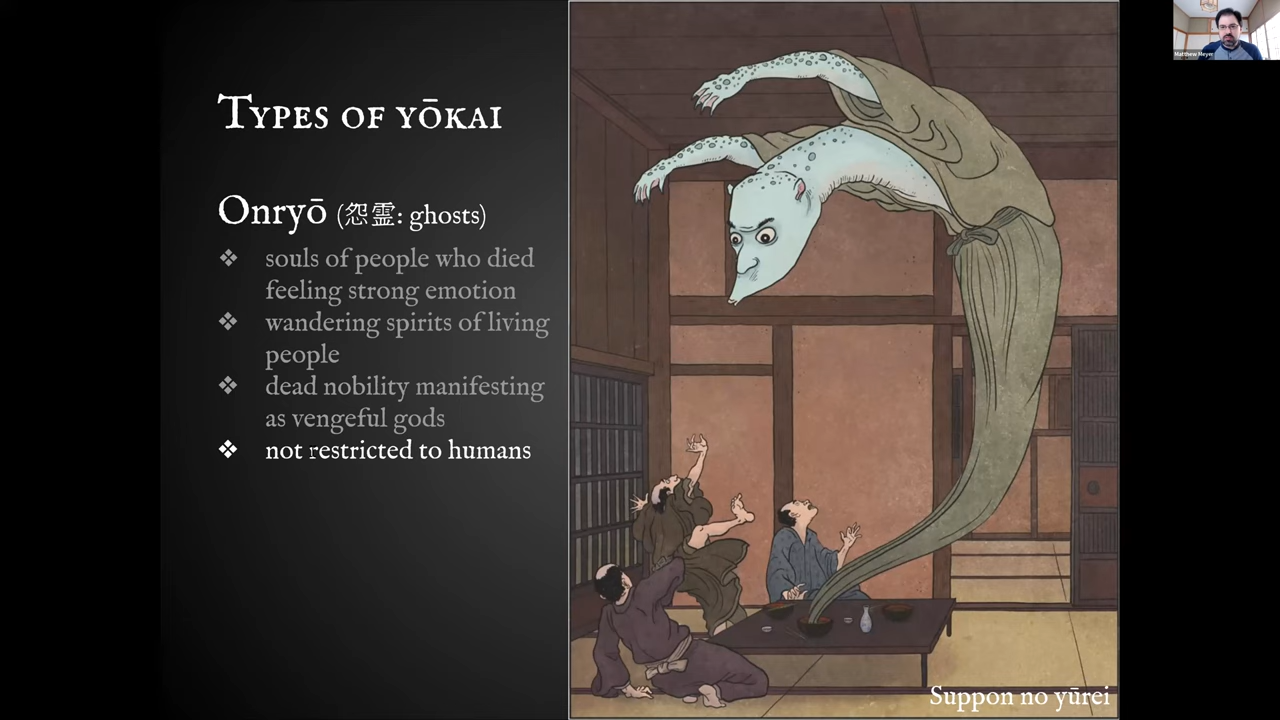 Types of yōkai
Onryō (怨霊: ghosts)
❖ souls of people who died
feeling strong emotion
❖ wandering spirits of living
people
❖ dead nobility manifesting
as vengeful gods
❖ not restricted to humans
Suppon no yūrei
Matthew Meyer